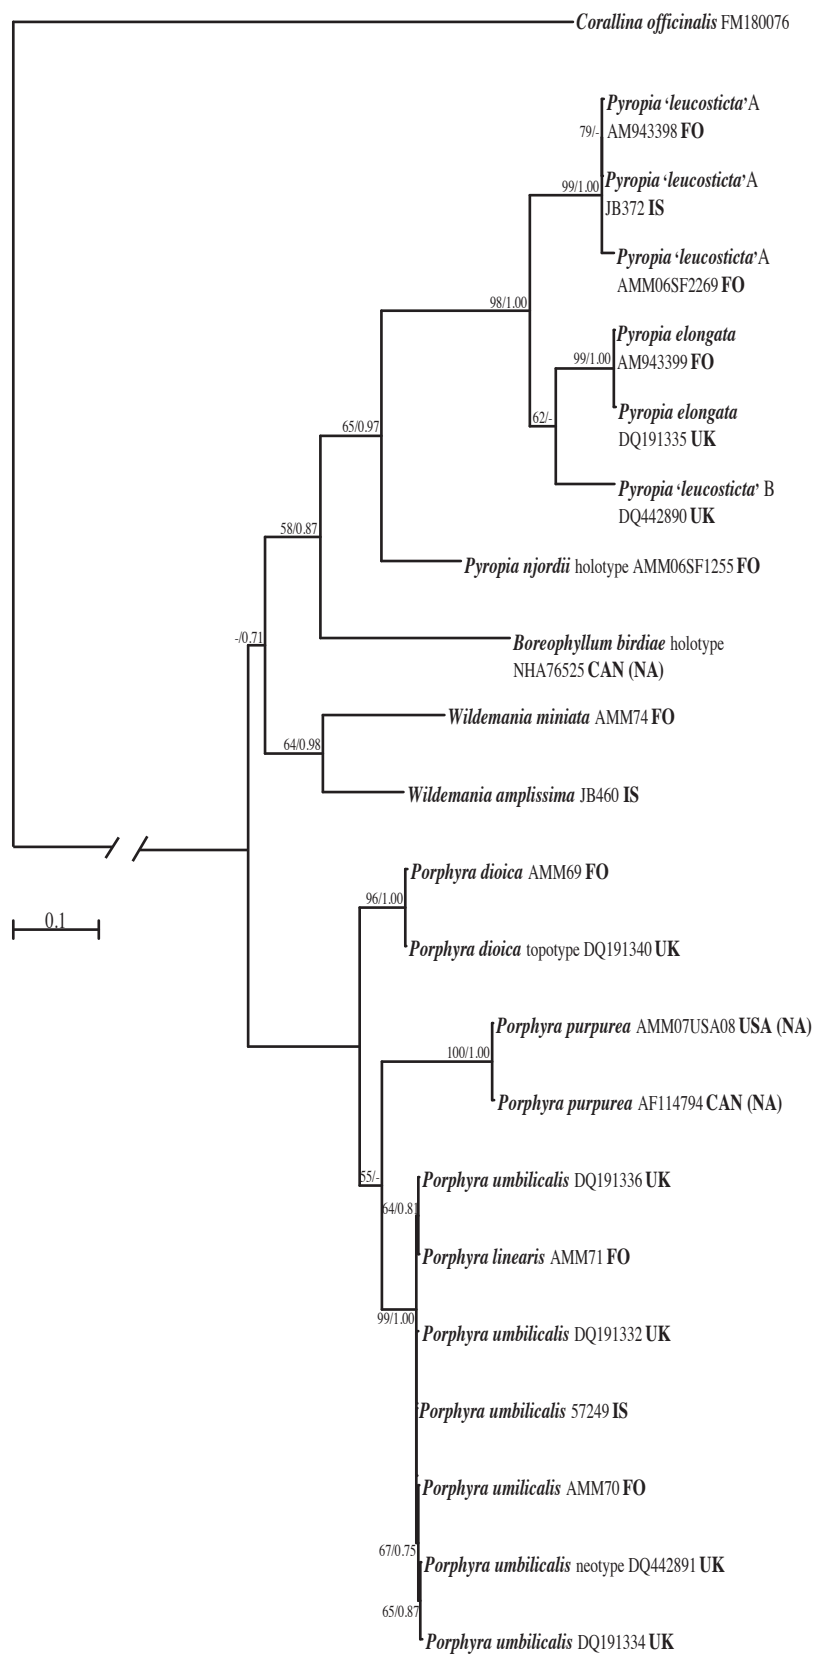 Corallina officinalis FM180076
Pyropia ‘leucosticta’ A
79/-
AM943398 FO
99/1.00
Pyropia ‘leucosticta’ A
JB372 IS
Pyropia ‘leucosticta’ A
AMM06SF2269 FO
98/1.00
Pyropia elongata
99/1.00
AM943399 FO
62/-
Pyropia elongata
DQ191335 UK
65/0.97
Pyropia ‘leucosticta’ B
DQ442890 UK
58/0.87
Pyropia njordii holotype AMM06SF1255 FO
-/0.71
Boreophyllum birdiae holotype
NHA76525 CAN (NA)
Wildemania miniata AMM74 FO
64/0.98
Wildemania amplissima JB460 IS
Porphyra dioica AMM69 FO
96/1.00
0.1
Porphyra dioica topotype DQ191340 UK
Porphyra purpurea AMM07USA08 USA (NA)
100/1.00
Porphyra purpurea AF114794 CAN (NA)
55/-
Porphyra umbilicalis DQ191336 UK
64/0.81
Porphyra linearis AMM71 FO
99/1.00
Porphyra umbilicalis DQ191332 UK
Porphyra umbilicalis 57249 IS
Porphyra umilicalis AMM70 FO
67/0.75
Porphyra umbilicalis neotype DQ442891 UK
65/0.87
Porphyra umbilicalis DQ191334 UK